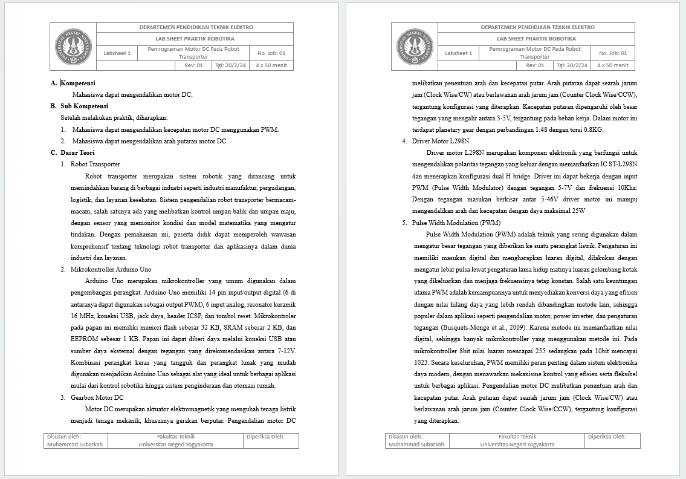 DEPARTEMEN PENDIDIKAN TEKNIK ELEKTRO
LAB SHEET PRAKTIK ROBOTIKA
Labsheet 1
Pemrograman Motor DC Pada Robot
Transporter
No. Job: 01
Rev: 01
Tgl: 20/2/24
4 x 50 menit
A. Kompetensi
Mahasiswa dapat mengendalikan motor DC.
B. Sub Kompetensi
Setelah melakukan praktik, diharapkan:
1. Mahasiswa dapat mengendalikan kecepatan motor DC menggunakan PWM.
2. Mahasiswa dapat mengendalikan arah putaran motor DC
C. Dasar Teori
1. Robot Transporter
Robot transporter merupakan sistem robotik yang dirancang untuk
memindahkan barang di berbagai industri seperti industri manufaktur, pergudangan,
logistik, dan layanan kesehatan. Sistem pengendalian robot transporter bermacam-
macam, salah satunya ada yang melibatkan kontrol umpan balik dan umpan maju,
dengan sensor yang memonitor kondisi dan model matematika yang mengatur
tindakan. Dengan pemahaman ini, peserta didik dapat memperoleh wawasan
komprehensif tentang teknologi robot transporter dan aplikasinya dalam dunia
industri dan layanan.
2. Mikrokontroler Arduino Uno
Arduino Uno merupakan mikrokontroller yang umum digunakan dalam
pengembangan perangkat. Arduino Uno memiliki 14 pin input/output digital (6 di
antaranya dapat digunakan sebagai output PWM), 6 input analog, resonator keramik
16 MHz, koneksi USB, jack daya, header ICSP, dan tombol reset. Mikrokontroler
pada papan ini memiliki memori flash sebesar 32 KB, SRAM sebesar 2 KB, dan
EEPROM sebesar 1 KB. Papan ini dapat diberi daya melalui koneksi USB atau
sumber daya eksternal dengan tegangan yang direkomendasikan antara 7-12V.
Kombinasi perangkat keras yang tangguh dan perangkat lunak yang mudah
digunakan menjadikan Arduino Uno sebagai alat yang ideal untuk berbagai aplikasi
mulai dari kontrol robotika hingga sistem penginderaan dan otomasi rumah.
3. Gearbox Motor DC
Motor DC merupakan aktuator elektromagnetik yang mengubah tenaga listrik
menjadi tenaga mekanik, khususnya gerakan berputar. Pengendalian motor DC
Disusun oleh:
Muhammad Subarkah
Fakultas Teknik
Universitas Negeri Yogyakarta
Diperiksa Oleh:
DEPARTEMEN PENDIDIKAN TEKNIK ELEKTRO
LAB SHEET PRAKTIK ROBOTIKA
Labsheet 1
Pemrograman Motor DC Pada Robot
Transporter
No. Job: 01
Rev: 01
Tgl: 20/2/24
4 x 50 menit
melibatkan penentuan arah dan kecepatan putar. Arah putaran dapat searah jarum
jam (Clock Wise/CW) atau berlawanan arah jarum jam (Counter Clock Wise/CCW),
tergantung konfigurasi yang diterapkan. Kecepatan putaran dipengaruhi oleh besar
tegangan yang mengalir antara 3-5V, tergantung pada beban kerja. Dalam motor ini
terdapat planetary gear dengan perbandingan 1:48 dengan torsi 0.8KG.
4. Driver Motor L298N
Driver motor L298N merupakan komponen elektronik yang berfungsi untuk
mengendalikan polaritas tegangan yang keluar dengan memanfaatkan IC ST-L298N
dan menerapkan konfigurasi dual H bridge. Driver ini dapat bekerja dengan input
PWM (Pulse Width Modulator) dengan tegangan 5-7V dan frekuensi 10Khz.
Dengan tegangan masukan berkisar antar 5-46V driver motor ini mampu
mengendalikan arah dan kecepatan dengan daya maksimal 25W
5. Pulse Width Modulation (PWM)
Pulse Width Modulation (PWM) adalah teknik yang sering digunakan dalam
mengatur besar tegangan yang diberikan ke suatu perangkat listrik. Pengaturan ini
memiliki masukan digital dan mengharapkan luaran digital, dilakukan dengan
mengatur lebar pulsa lewat pengaturan lama hidup matinya luaran gelombang kotak
yang dikeluarkan dan menjaga frekuensinya tetap konstan. Salah satu keuntungan
utama PWM adalah kemampuannya untuk menyediakan konversi daya yang efisien
dengan nilai hilang daya yang lebih rendah dibandingkan metode lain, sehingga
populer dalam aplikasi seperti pengendalian motor, power inverter, dan pengaturan
tegangan (Busquets-Monge et al., 2009). Karena metode ini memanfaatkan nilai
digital, sehingga banyak mikrokontroller yang menggunakan metode ini. Pada
mikrokontroller 8bit nilai luaran mencapai 255 sedangkan pada 10bit mencapai
1023. Secara keseluruhan, PWM memiliki peran penting dalam sistem elektronika
daya modern, dengan menawarkan mekanisme kontrol yang efisien serta fleksibel
untuk berbagai aplikasi. Pengendalian motor DC melibatkan penentuan arah dan
kecepatan putar. Arah putaran dapat searah jarum jam (Clock Wise/CW) atau
berlawanan arah jarum jam (Counter Clock Wise/CCW), tergantung konfigurasi
yang diterapkan.
Disusun oleh:
Muhammad Subarkah
Fakultas Teknik
Universitas Negeri Yogyakarta
Diperiksa Oleh: